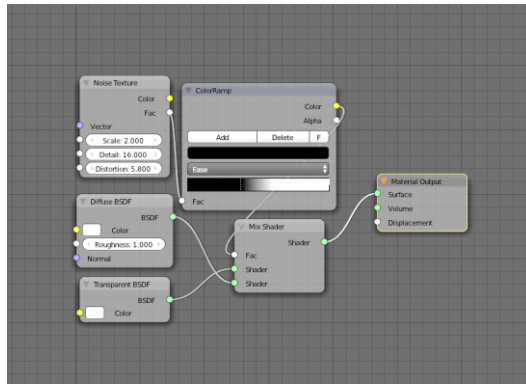 Noise Texture
Color
Fac
Vector
Scale: 2.000
Detail: 16.000
Distortion: 5.800
ColorRamp
Color
Alpha
Add Delete F
Ease
Fac
Diffuse BSDF
BSDF
Color
Roughness: 1.000
Normal
Transparent BSDF
BSDF
Color
Mix Shader
Shader
Fac
Shader
Shader
Material Output
Surface
Volume
Displacement